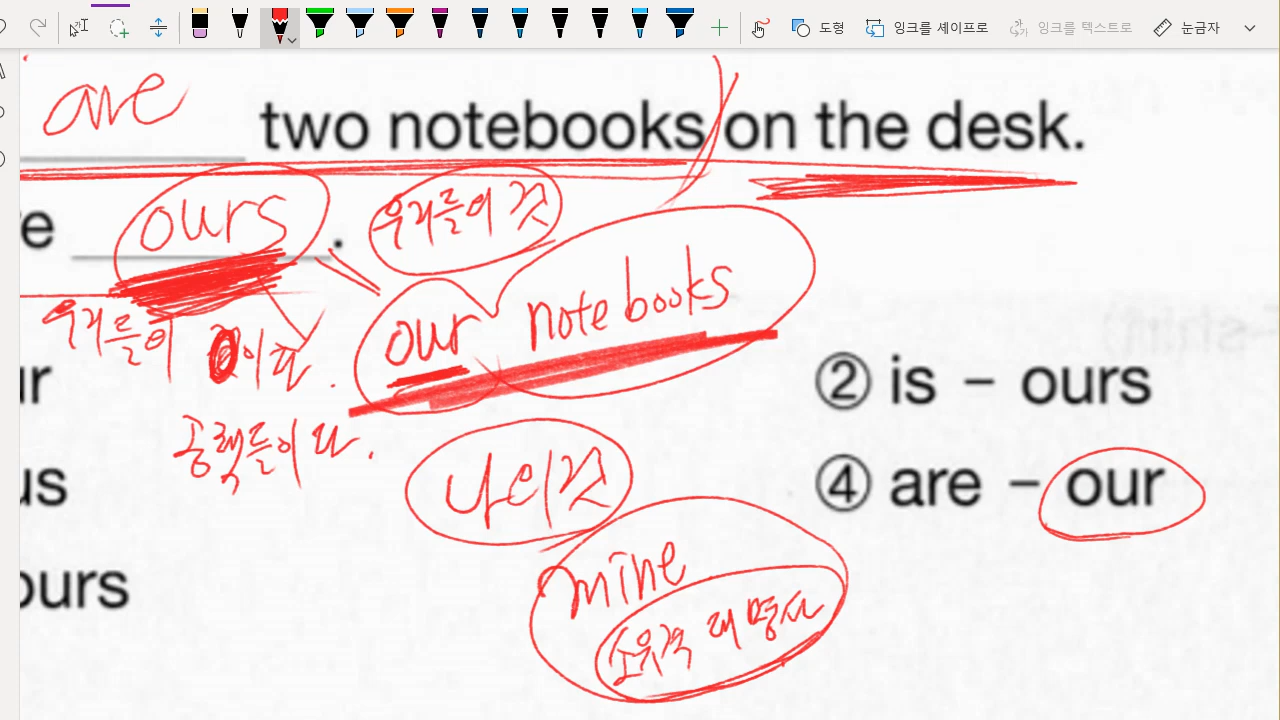 도형 잉크를 셰이프로 잉크를 텍스트로 눈금자
are two notebooks on the desk.
e ours . 우리들의 것
our notebooks
우리들이
ur ② is – ours
공책들이다.
us 나의것 ④ are – our
mine
ours
소유격 대명사